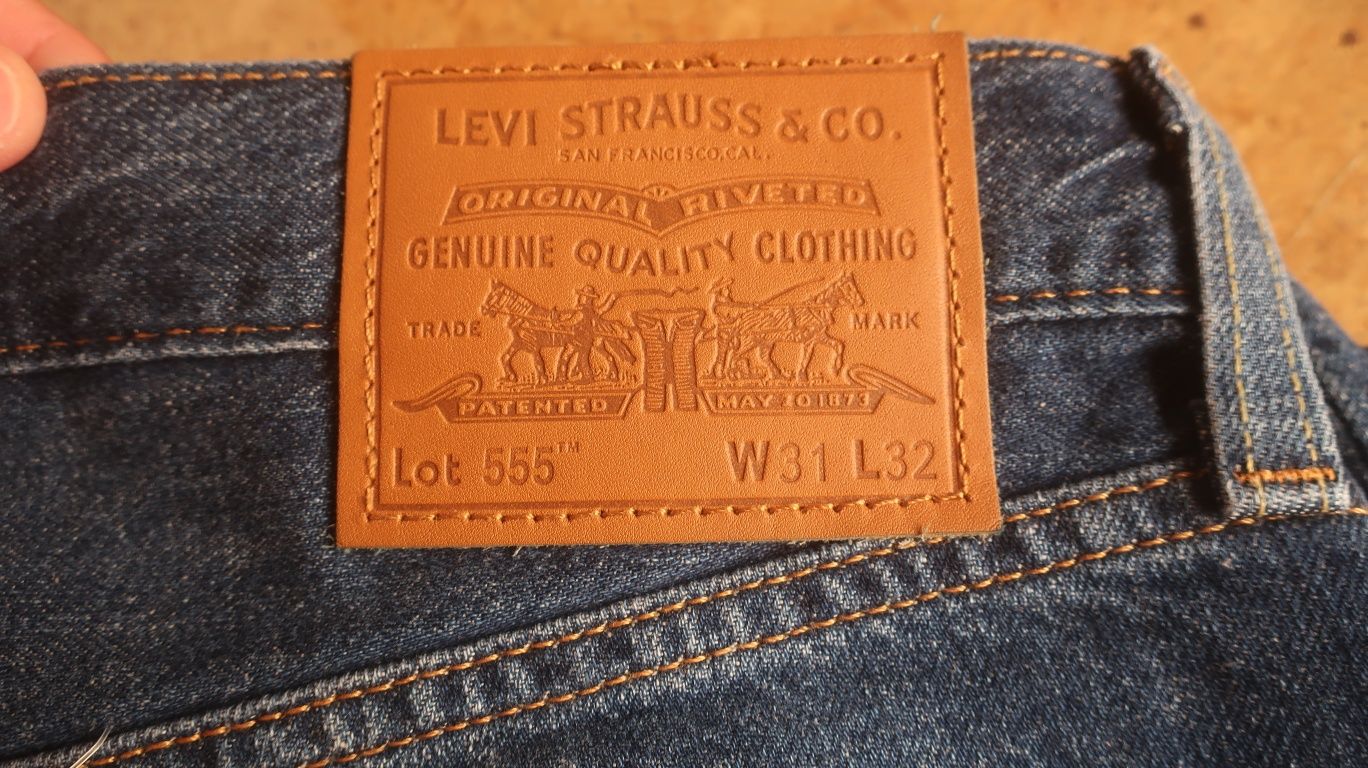 LEVI STRAUSS & CO.
SAN FRANCISCO, CAL.
ORIGINAL RIVETED
GENUINE QUALITY CLOTHING
TRADE MARK
PATENTED MAY 20 1873
Lot 555™ W31 L32